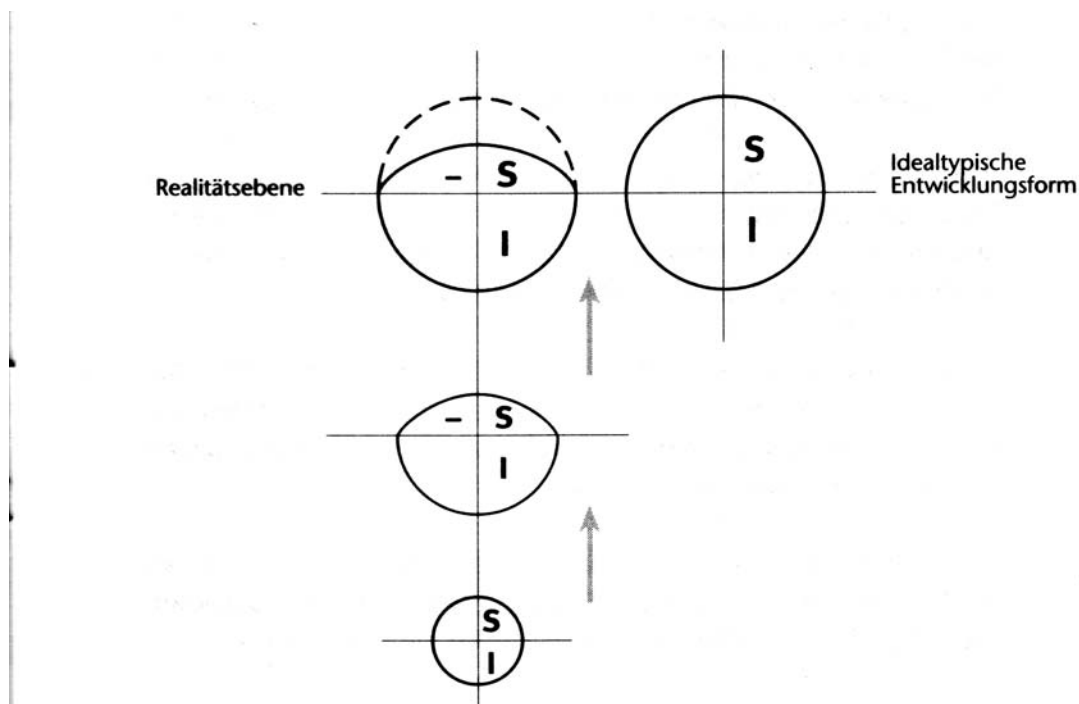 S
Realitätsebene
– S
I
I
Idealtypische
Entwicklungsform
– S
I
S
I